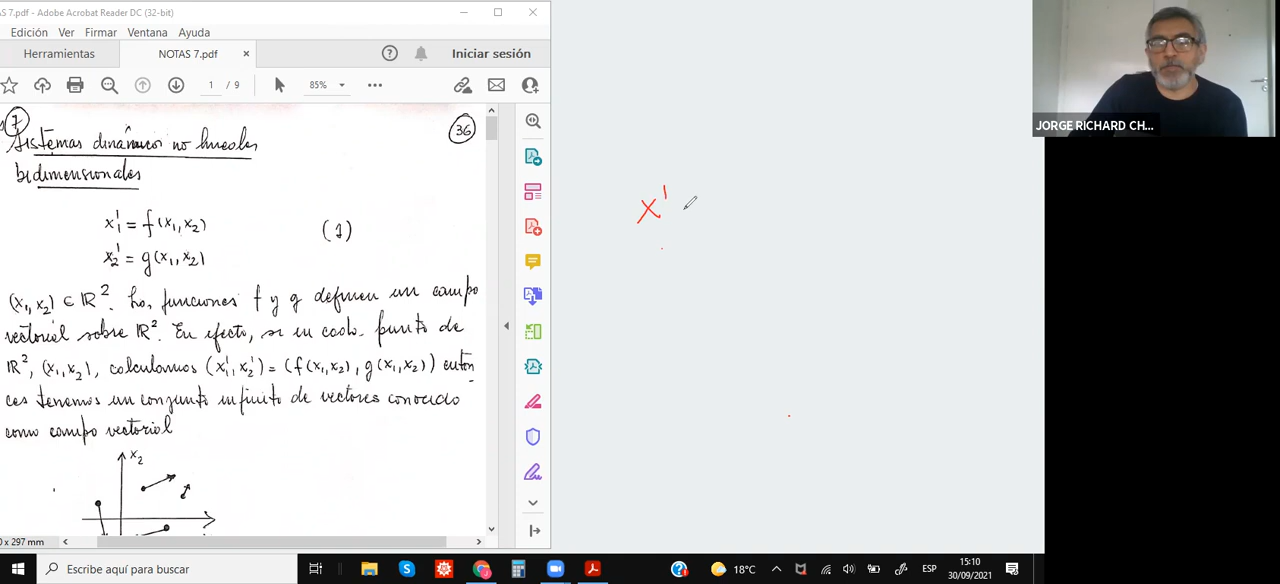 AS 7.pdf - Adobe Acrobat Reader DC (32-bit)
Edición Ver Firmar Ventana Ayuda
Herramientas NOTAS 7.pdf × Iniciar sesión
1 / 9 85%
7 36
Sistemas dinámicos no lineales
bidimensionales
x₁' = f(x₁,x₂) (1)
x₂' = g(x₁,x₂)
(x₁,x₂) ∈ ℝ². Las funciones f y g definen un campo
vectorial sobre ℝ². En efecto, si en cada punto de
ℝ², (x₁,x₂), calculamos (x₁',x₂') = (f(x₁,x₂), g(x₁,x₂)) enton
ces tenemos un conjunto infinito de vectores conocido
como campo vectorial
x₂
0 x 297 mm
x'
JORGE RICHARD CH...
Escribe aquí para buscar
18°C ESP 15:10
30/09/2021